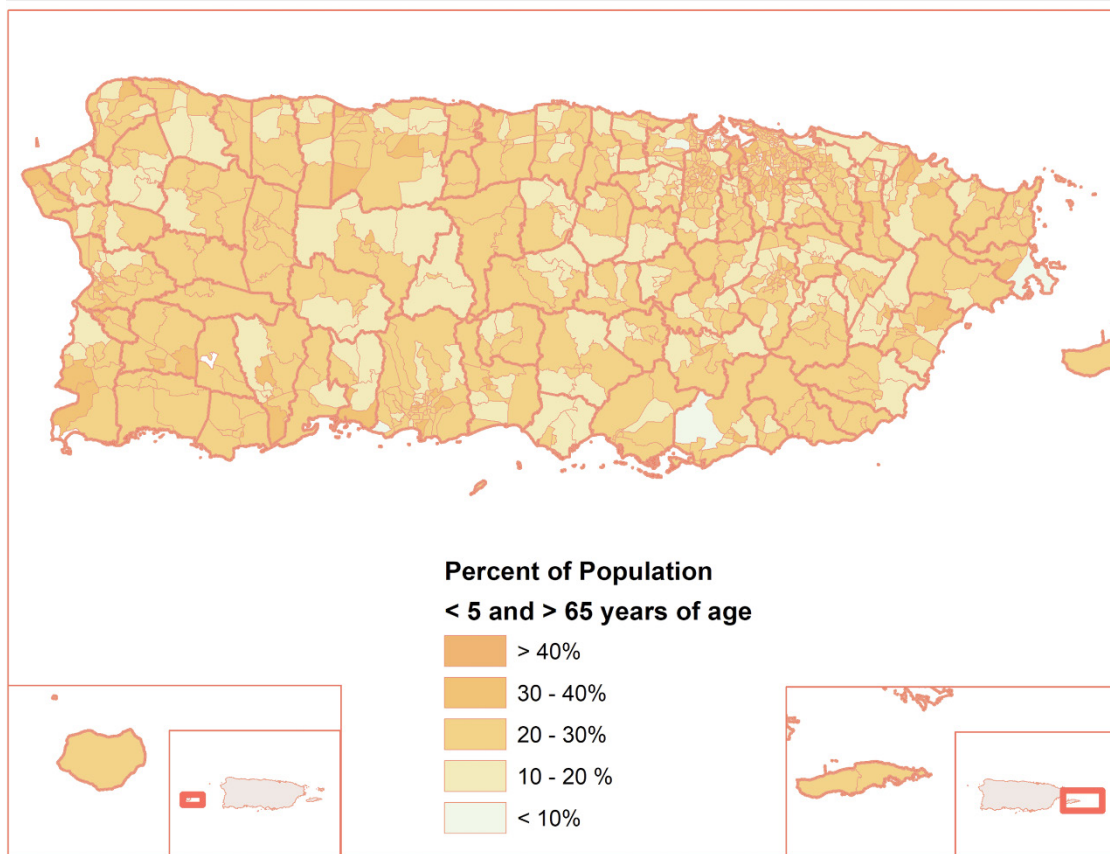 Percent of Population
< 5 and > 65 years of age
> 40%
30 - 40%
20 - 30%
10 - 20 %
< 10%